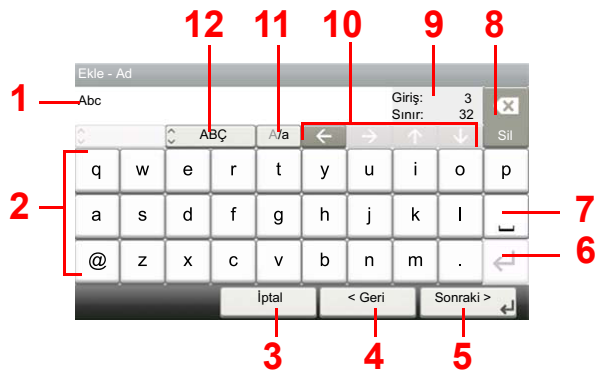 12 11 10 9 8
Ekle - Ad
1 Abc Giriş: 3
Sınır: 32
ABÇ A/a ← → ↑ ↓ Sil
2 q w e r t y u i o p
a s d f g h j k l 7
@ z x c v b n m . 6
İptal < Geri Sonraki >
3 4 5